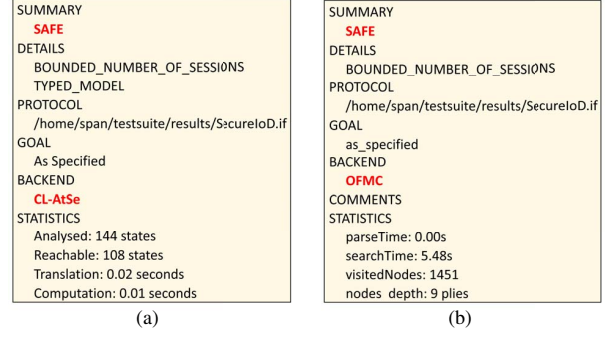 SUMMARY
SAFE
DETAILS
BOUNDED_NUMBER_OF_SESSIONS
TYPED_MODEL
PROTOCOL
/home/span/testsuite/results/SecureIoD.if
GOAL
As Specified
BACKEND
CL-AtSe
STATISTICS
Analysed: 144 states
Reachable: 108 states
Translation: 0.02 seconds
Computation: 0.01 seconds
(a)
SUMMARY
SAFE
DETAILS
BOUNDED_NUMBER_OF_SESSIONS
PROTOCOL
/home/span/testsuite/results/SecureIoD.if
GOAL
as_specified
BACKEND
OFMC
COMMENTS
STATISTICS
parseTime: 0.00s
searchTime: 5.48s
visitedNodes: 1451
nodes depth: 9 plies
(b)